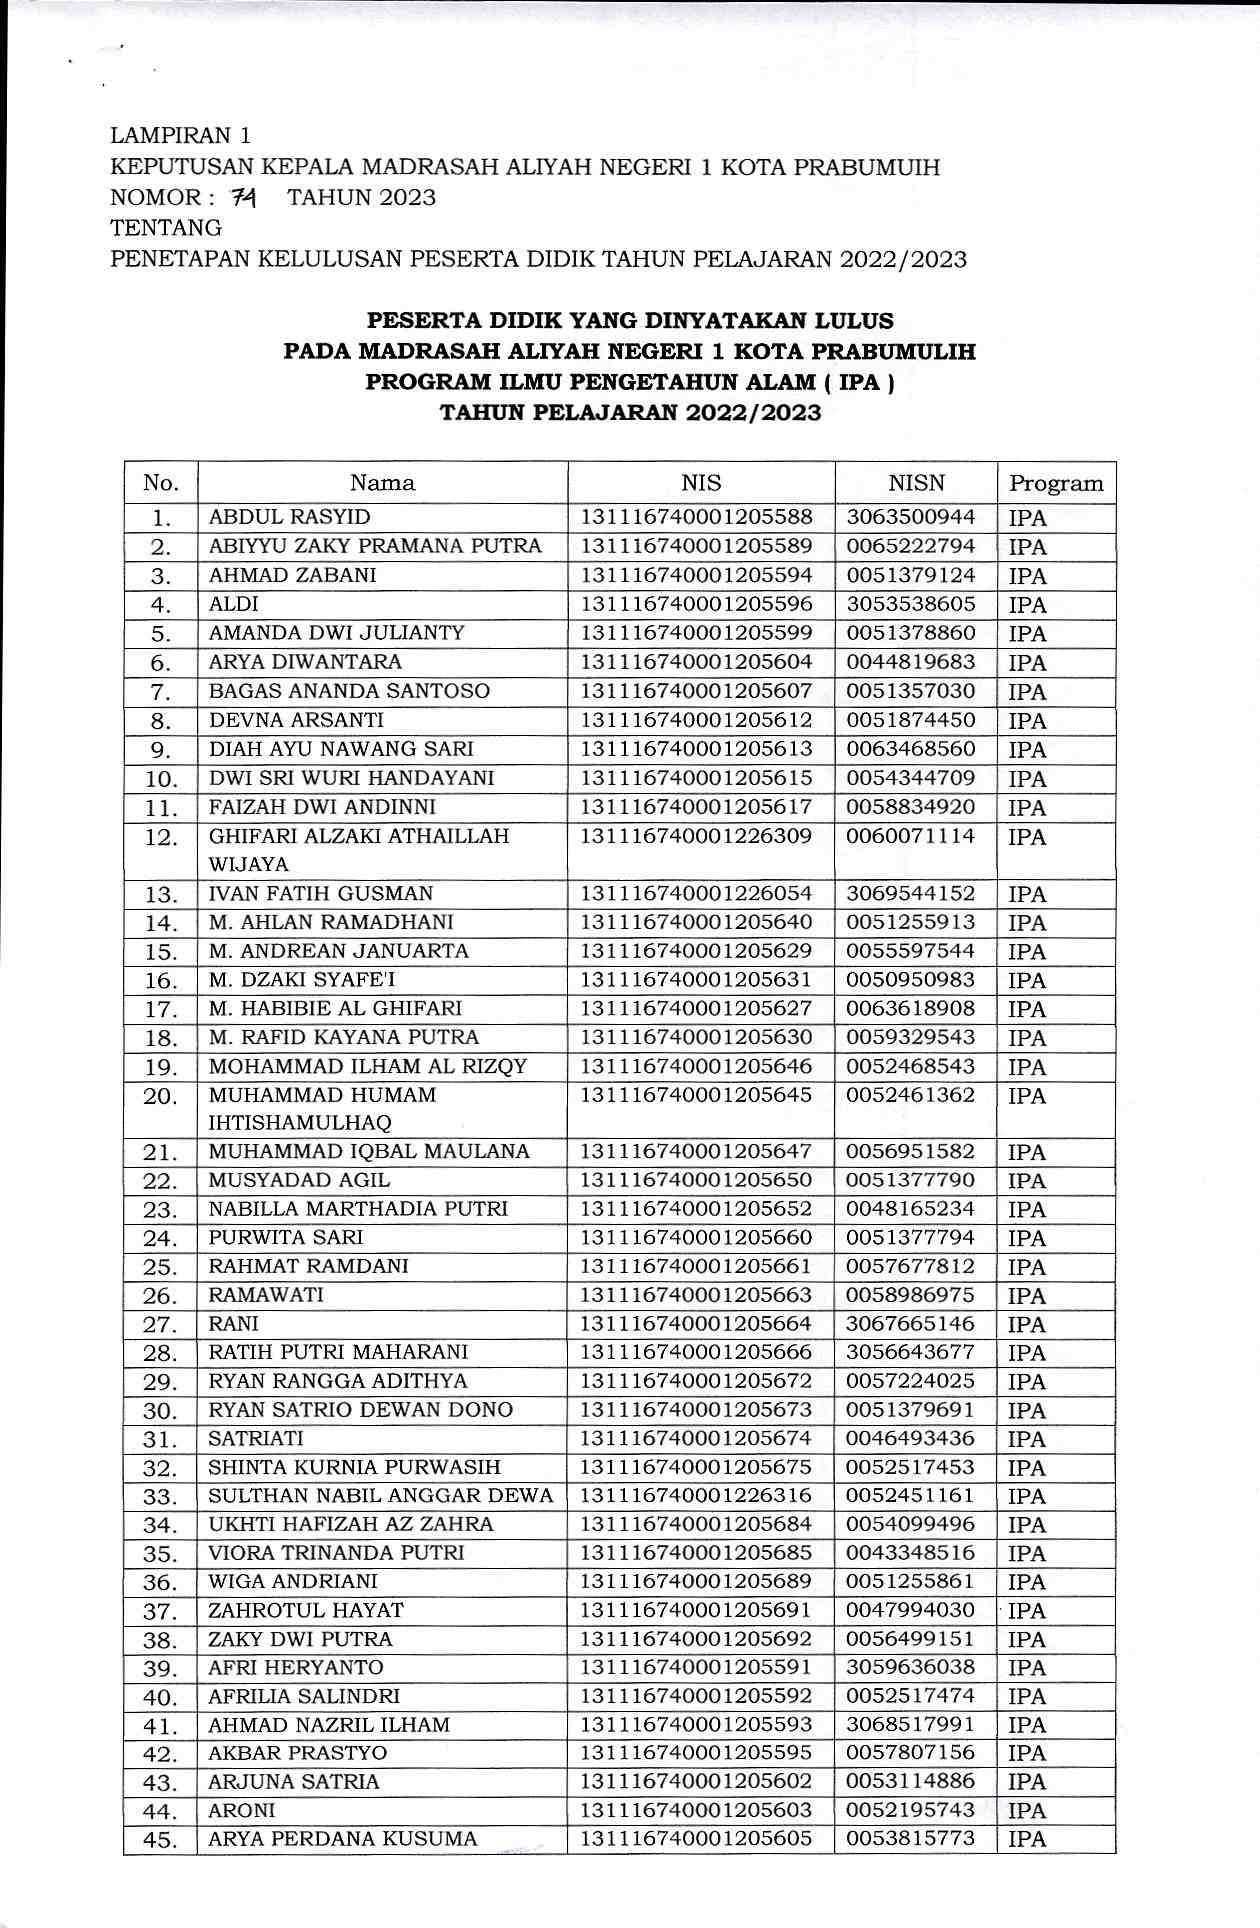 LAMPIRAN 1
KEPUTUSAN KEPALA MADRASAH ALIYAH NEGERI 1 KOTA PRABUMUIH
NOMOR : 71 TAHUN 2023
TENTANG
PENETAPAN KELULUSAN PESERTA DIDIK TAHUN PELAJARAN 2022/2023
PESERTA DIDIK YANG DINYATAKAN LULUS
PADA MADRASAH ALIYAH NEGERI 1 KOTA PRABUMULIH
PROGRAM ILMU PENGETAHUN ALAM ( IPA )
TAHUN PELAJARAN 2022/2023
No. Nama NIS NISN Program
1. ABDUL RASYID 131116740001205588 3063500944 IPA
2. ABIYYU ZAKY PRAMANA PUTRA 131116740001205589 0065222794 IPA
3. AHMAD ZABANI 131116740001205594 0051379124 IPA
4. ALDI 131116740001205596 3053538605 IPA
5. AMANDA DWI JULIANTY 131116740001205599 0051378860 IPA
6. ARYA DIWANTARA 131116740001205604 0044819683 IPA
7. BAGAS ANANDA SANTOSO 131116740001205607 0051357030 IPA
8. DEVNA ARSANTI 131116740001205612 0051874450 IPA
9. DIAH AYU NAWANG SARI 131116740001205613 0063468560 IPA
10. DWI SRI WURI HANDAYANI 131116740001205615 0054344709 IPA
11. FAIZAH DWI ANDINNI 131116740001205617 0058834920 IPA
12. GHIFARI ALZAKI ATHAILLAH 131116740001226309 0060071114 IPA
WIJAYA
13. IVAN FATIH GUSMAN 131116740001226054 3069544152 IPA
14. M. AHLAN RAMADHANI 131116740001205640 0051255913 IPA
15. M. ANDREAN JANUARTA 131116740001205629 0055597544 IPA
16. M. DZAKI SYAFE'I 131116740001205631 0050950983 IPA
17. M. HABIBIE AL GHIFARI 131116740001205627 0063618908 IPA
18. M. RAFID KAYANA PUTRA 131116740001205630 0059329543 IPA
19. MOHAMMAD ILHAM AL RIZQY 131116740001205646 0052468543 IPA
20. MUHAMMAD HUMAM 131116740001205645 0052461362 IPA
IHTISHAMULHAQ
21. MUHAMMAD IQBAL MAULANA 131116740001205647 0056951582 IPA
22. MUSYADAD AGIL 131116740001205650 0051377790 IPA
23. NABILLA MARTHADIA PUTRI 131116740001205652 0048165234 IPA
24. PURWITA SARI 131116740001205660 0051377794 IPA
25. RAHMAT RAMDANI 131116740001205661 0057677812 IPA
26. RAMAWATI 131116740001205663 0058986975 IPA
27. RANI 131116740001205664 3067665146 IPA
28. RATIH PUTRI MAHARANI 131116740001205666 3056643677 IPA
29. RYAN RANGGA ADITHYA 131116740001205672 0057224025 IPA
30. RYAN SATRIO DEWAN DONO 131116740001205673 0051379691 IPA
31. SATRIATI 131116740001205674 0046493436 IPA
32. SHINTA KURNIA PURWASIH 131116740001205675 0052517453 IPA
33. SULTHAN NABIL ANGGAR DEWA 131116740001226316 0052451161 IPA
34. UKHTI HAFIZAH AZ ZAHRA 131116740001205684 0054099496 IPA
35. VIORA TRINANDA PUTRI 131116740001205685 0043348516 IPA
36. WIGA ANDRIANI 131116740001205689 0051255861 IPA
37. ZAHROTUL HAYAT 131116740001205691 0047994030 IPA
38. ZAKY DWI PUTRA 131116740001205692 0056499151 IPA
39. AFRI HERYANTO 131116740001205591 3059636038 IPA
40. AFRILIA SALINDRI 131116740001205592 0052517474 IPA
41. AHMAD NAZRIL ILHAM 131116740001205593 3068517991 IPA
42. AKBAR PRASTYO 131116740001205595 0057807156 IPA
43. ARJUNA SATRIA 131116740001205602 0053114886 IPA
44. ARONI 131116740001205603 0052195743 IPA
45. ARYA PERDANA KUSUMA 131116740001205605 0053815773 IPA